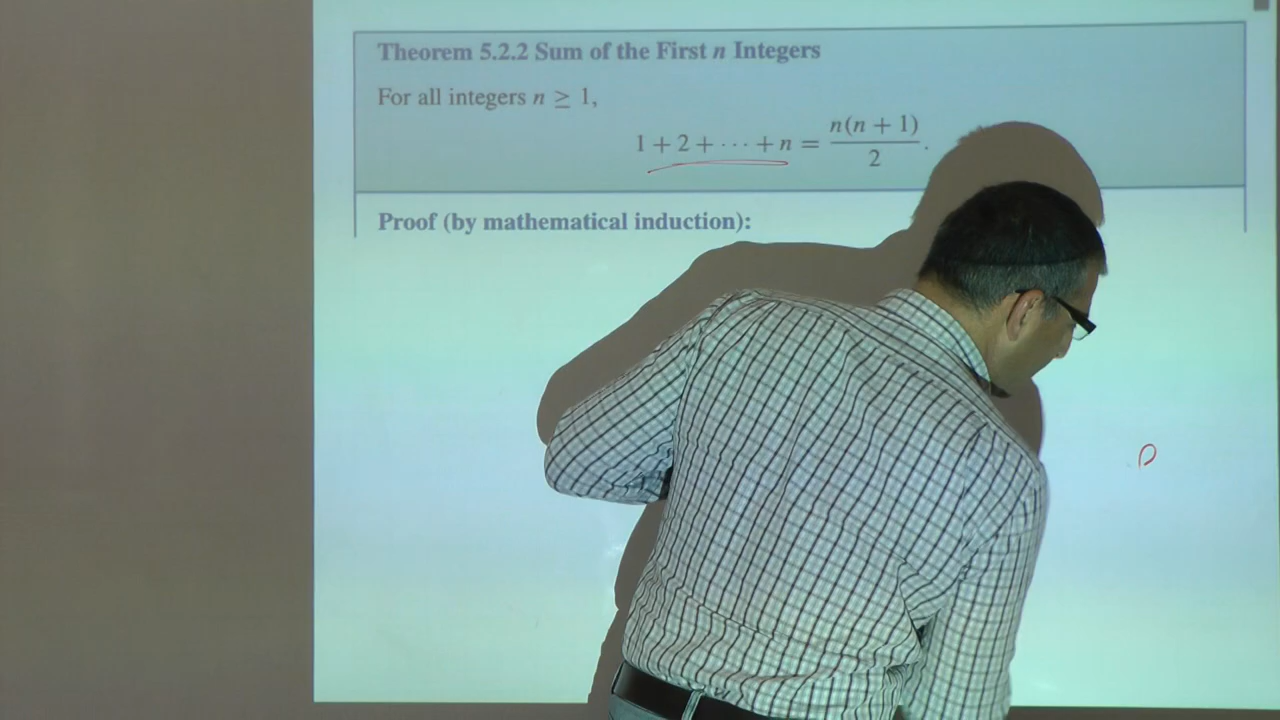 Theorem 5.2.2 Sum of the First n Integers
For all integers n ≥ 1,
1 + 2 + ··· + n = n(n + 1)/2.
Proof (by mathematical induction):